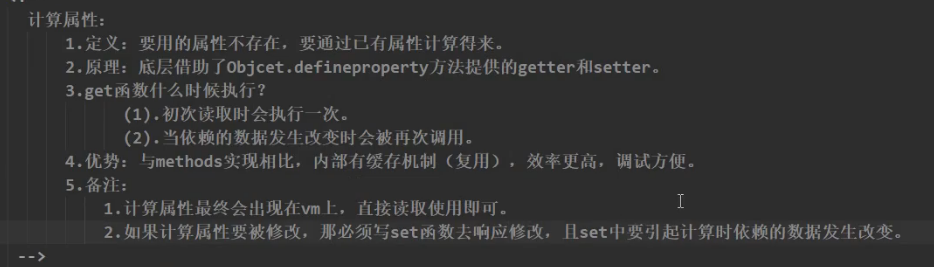 计算属性：
1.定义：要用的属性不存在，要通过已有属性计算得来。
2.原理：底层借助了Objcet.defineproperty方法提供的getter和setter。
3.get函数什么时候执行？
(1).初次读取时会执行一次。
(2).当依赖的数据发生改变时会被再次调用。
4.优势：与methods实现相比，内部有缓存机制（复用），效率更高，调试方便。
5.备注：
1.计算属性最终会出现在vm上，直接读取使用即可。
2.如果计算属性要被修改，那必须写set函数去响应修改，且set中要引起计算时依赖的数据发生改变。
-->